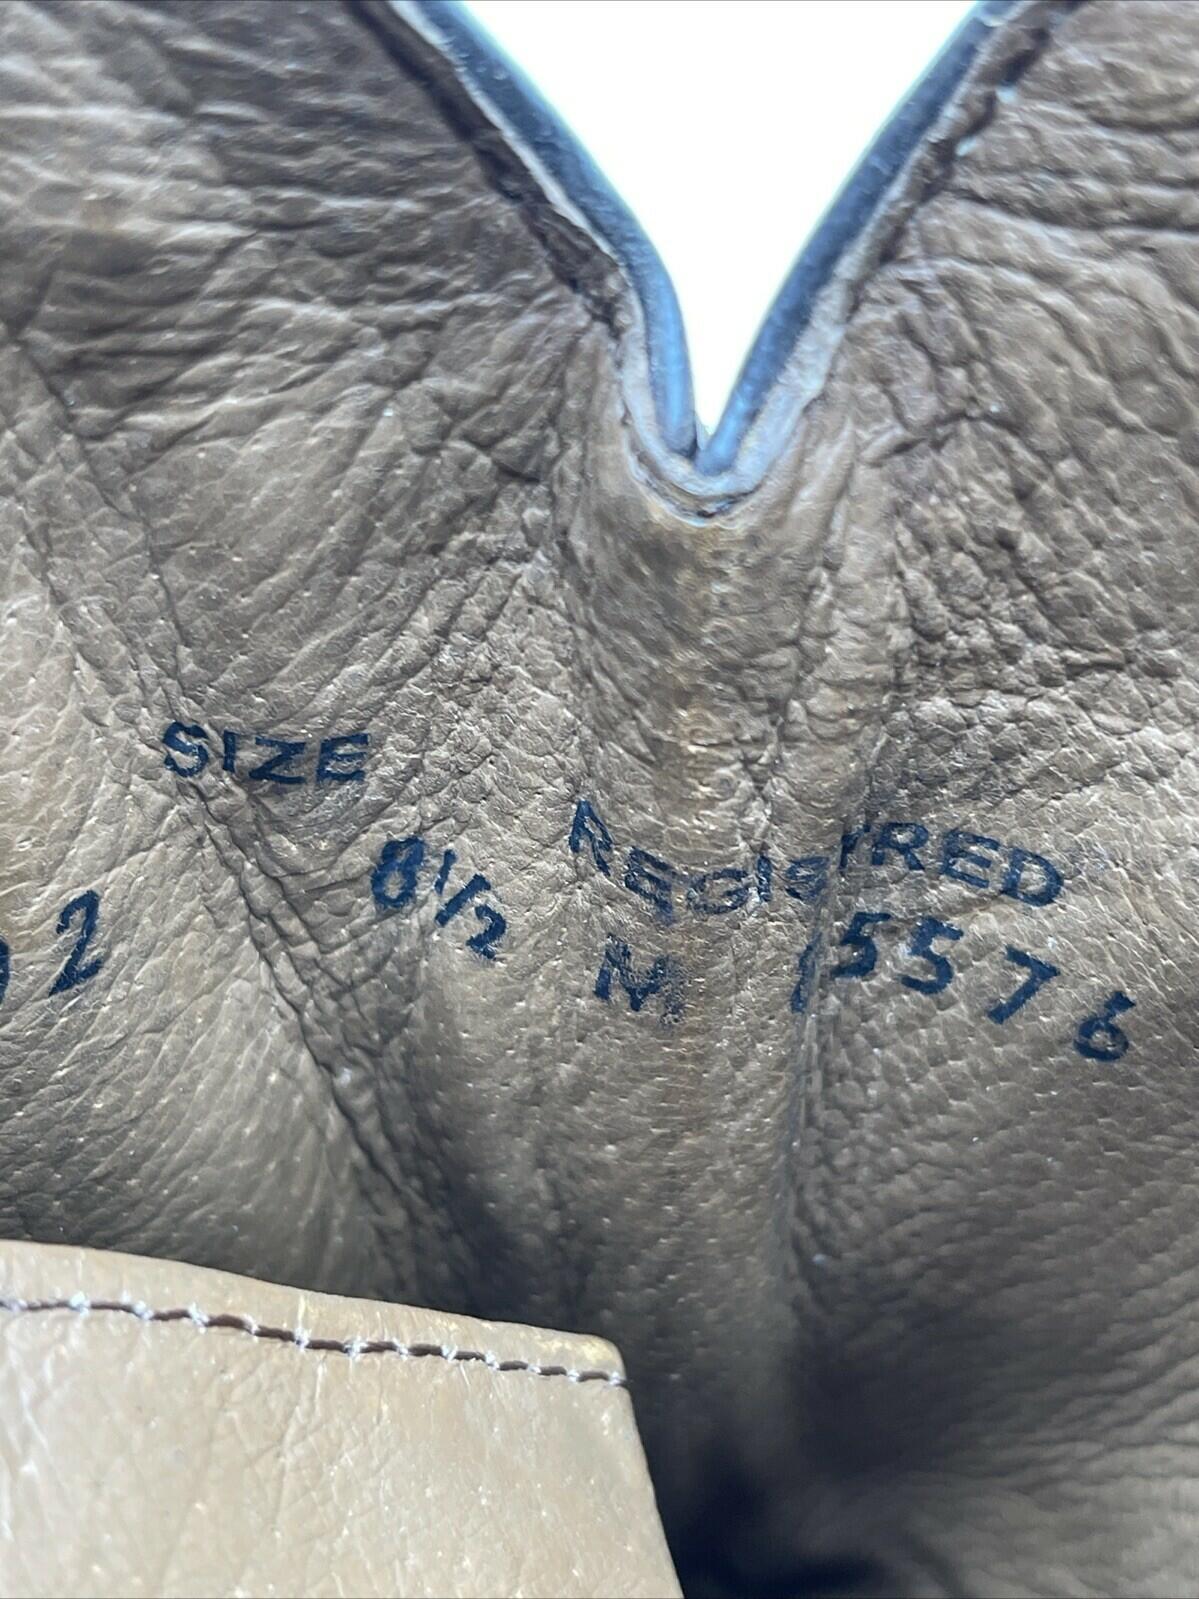 SIZE REGISTRED
2 8½ M 5576